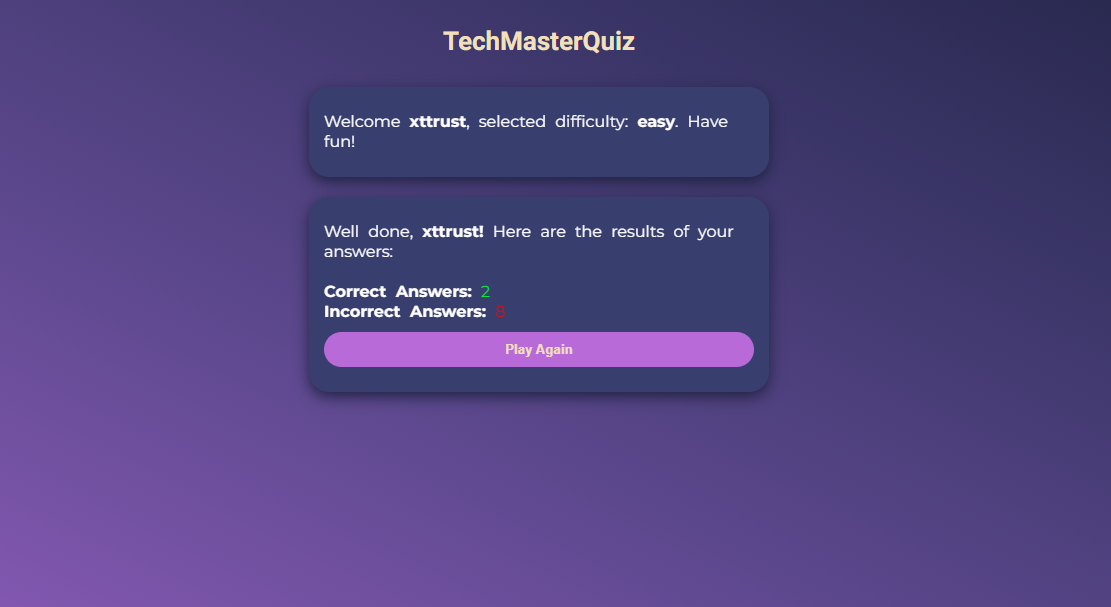 TechMasterQuiz
Welcome xttrust, selected difficulty: easy. Have
fun!
Well done, xttrust! Here are the results of your
answers:
Correct Answers: 2
Incorrect Answers: 8
Play Again